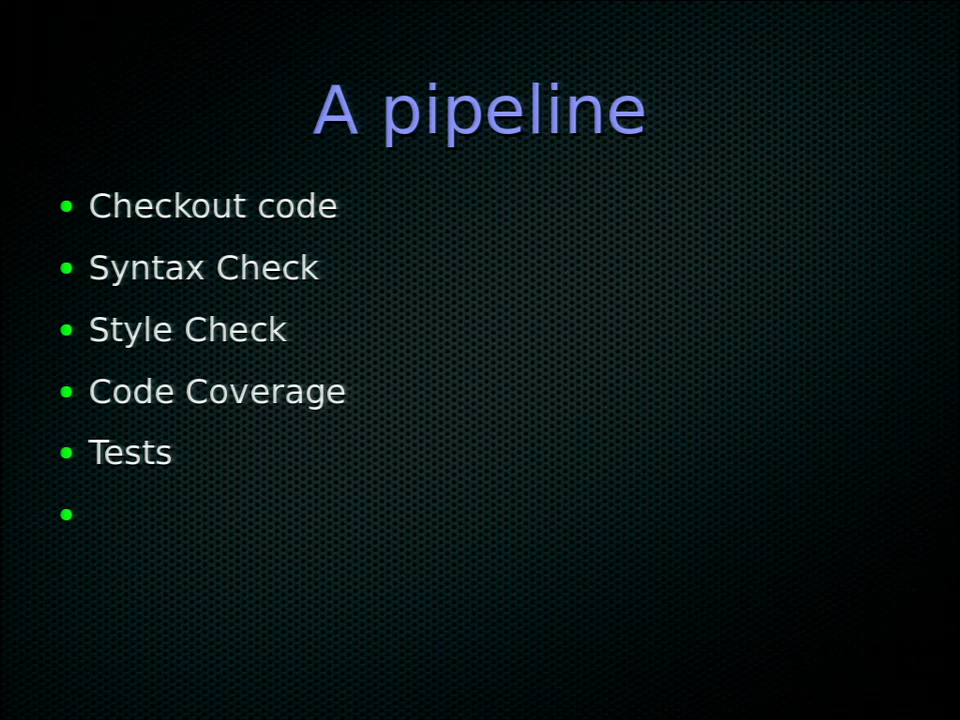 A pipeline
• Checkout code
• Syntax Check
• Style Check
• Code Coverage
• Tests
•